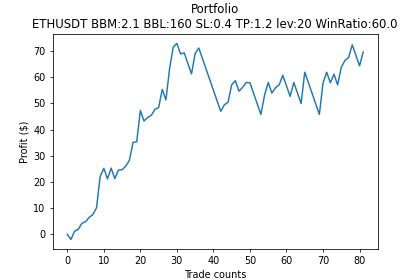 Portfolio
ETHUSDT BBM:2.1 BBL:160 SL:0.4 TP:1.2 lev:20 WinRatio:60.0
70
60
50
40
30
20
10
0
Profit ($)
0 10 20 30 40 50 60 70 80
Trade counts